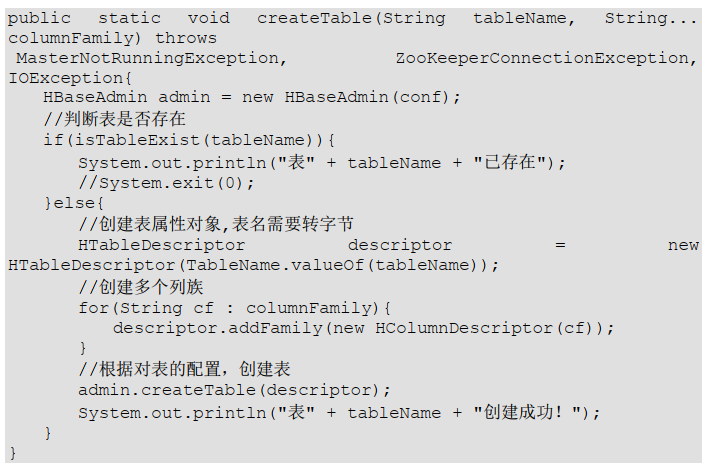 public static void createTable(String tableName, String...
columnFamily) throws
MasterNotRunningException, ZooKeeperConnectionException,
IOException{
HBaseAdmin admin = new HBaseAdmin(conf);
//判断表是否存在
if(isTableExist(tableName)){
System.out.println("表" + tableName + "已存在");
//System.exit(0);
}else{
//创建表属性对象,表名需要转字节
HTableDescriptor descriptor = new
HTableDescriptor(TableName.valueOf(tableName));
//创建多个列族
for(String cf : columnFamily){
descriptor.addFamily(new HColumnDescriptor(cf));
}
//根据对表的配置，创建表
admin.createTable(descriptor);
System.out.println("表" + tableName + "创建成功！");
}
}